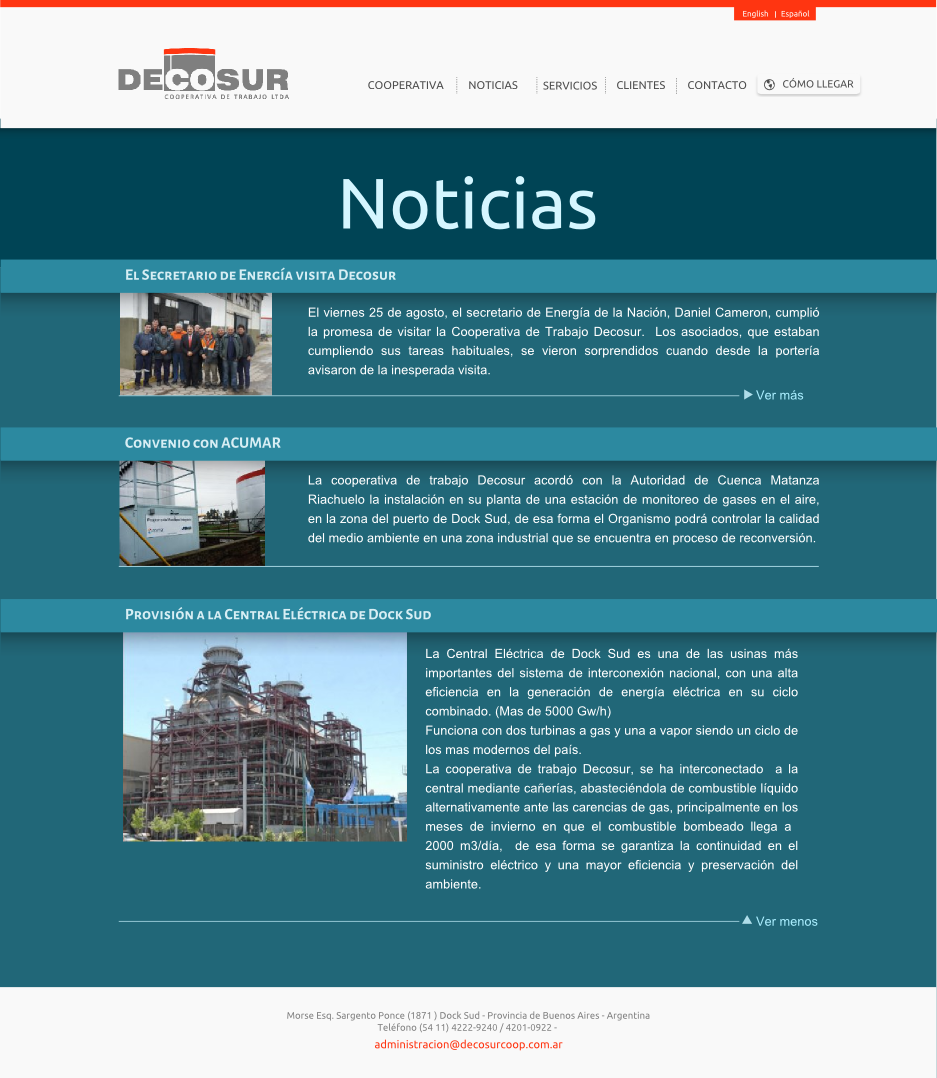 English | Español
DECOSUR
COOPERATIVA DE TRABAJO LTDA
COOPERATIVA
NOTICIAS
SERVICIOS
CLIENTES
CONTACTO
CÓMO LLEGAR
Noticias
El Secretario de Energía visita Decosur
El viernes 25 de agosto, el secretario de Energía de la Nación, Daniel Cameron, cumplió
la promesa de visitar la Cooperativa de Trabajo Decosur. Los asociados, que estaban
cumpliendo sus tareas habituales, se vieron sorprendidos cuando desde la portería
avisaron de la inesperada visita.
Ver más
Convenio con ACUMAR
La cooperativa de trabajo Decosur acordó con la Autoridad de Cuenca Matanza
Riachuelo la instalación en su planta de una estación de monitoreo de gases en el aire,
en la zona del puerto de Dock Sud, de esa forma el Organismo podrá controlar la calidad
del medio ambiente en una zona industrial que se encuentra en proceso de reconversión.
Provisión a la Central Eléctrica de Dock Sud
La Central Eléctrica de Dock Sud es una de las usinas más
importantes del sistema de interconexión nacional, con una alta
eficiencia en la generación de energía eléctrica en su ciclo
combinado. (Mas de 5000 Gw/h)
Funciona con dos turbinas a gas y una a vapor siendo un ciclo de
los mas modernos del país.
La cooperativa de trabajo Decosur, se ha interconectado a la
central mediante cañerías, abasteciéndola de combustible líquido
alternativamente ante las carencias de gas, principalmente en los
meses de invierno en que el combustible bombeado llega a
2000 m3/día, de esa forma se garantiza la continuidad en el
suministro eléctrico y una mayor eficiencia y preservación del
ambiente.
Ver menos
Morse Esq. Sargento Ponce (1871 ) Dock Sud - Provincia de Buenos Aires - Argentina
Teléfono (54 11) 4222-9240 / 4201-0922 -
administracion@decosurcoop.com.ar